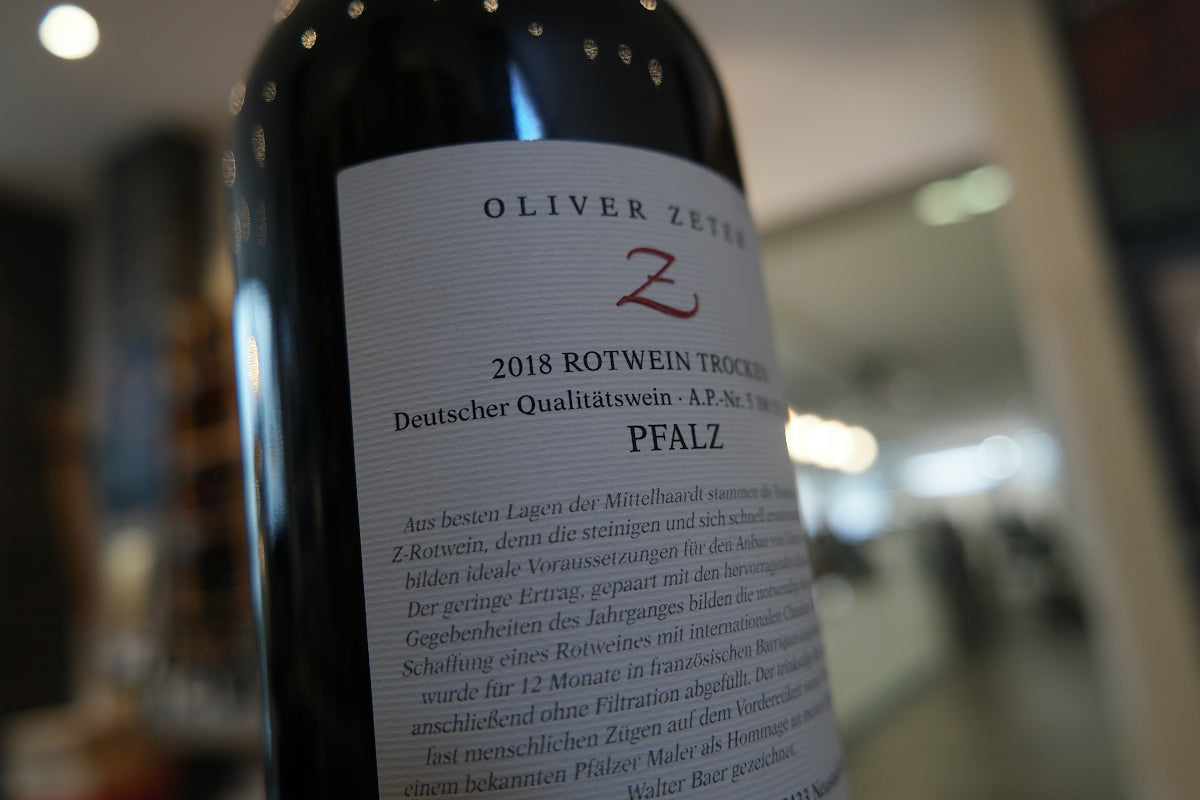 OLIVER ZETER
Z
2018 ROTWEIN TROCKEN
Deutscher Qualitätswein · A.P.-Nr. 5
PFALZ
Aus besten Lagen der Mittelhaardt stammen die
Z-Rotwein, denn die steinigen und sich schnell
bilden ideale Voraussetzungen für den Anbau
Der geringe Ertrag, gepaart mit den hervorragenden
Gegebenheiten des Jahrganges bilden die
Schaffung eines Rotweines mit internationalen
wurde für 12 Monate in französischen Barriques
anschließend ohne Filtration abgefüllt. Der
fast menschlichen Zügen auf dem Vorderetikett
einem bekannten Pfälzer Maler als Hommage an
Walter Baer gezeichnet.